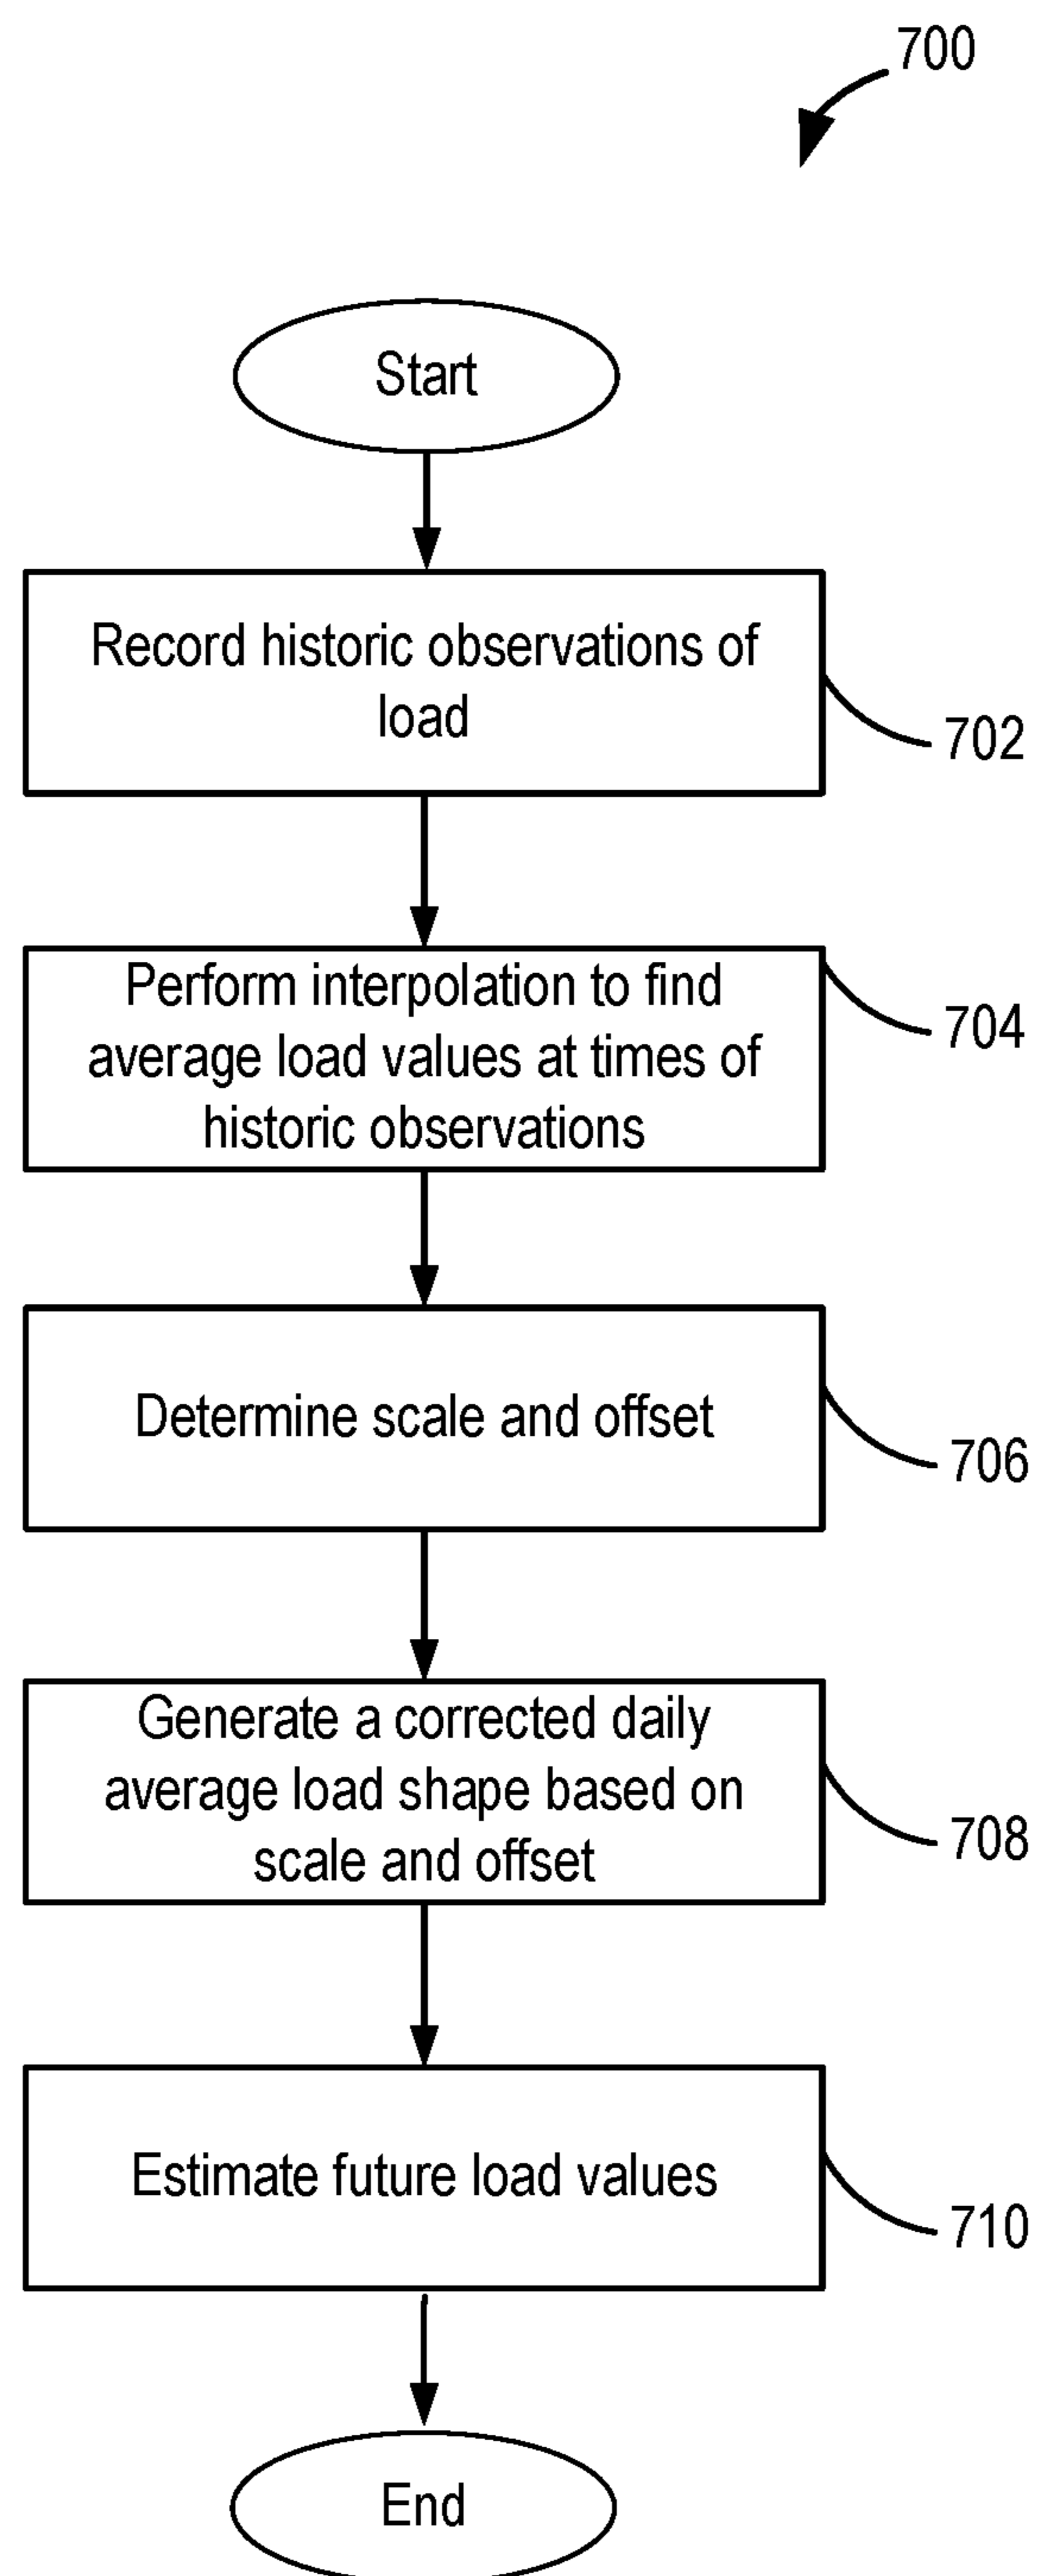 700
Start
Record historic observations of
load
702
Perform interpolation to find
average load values at times of
historic observations
704
Determine scale and offset
706
Generate a corrected daily
average load shape based on
scale and offset
708
Estimate future load values
710
End